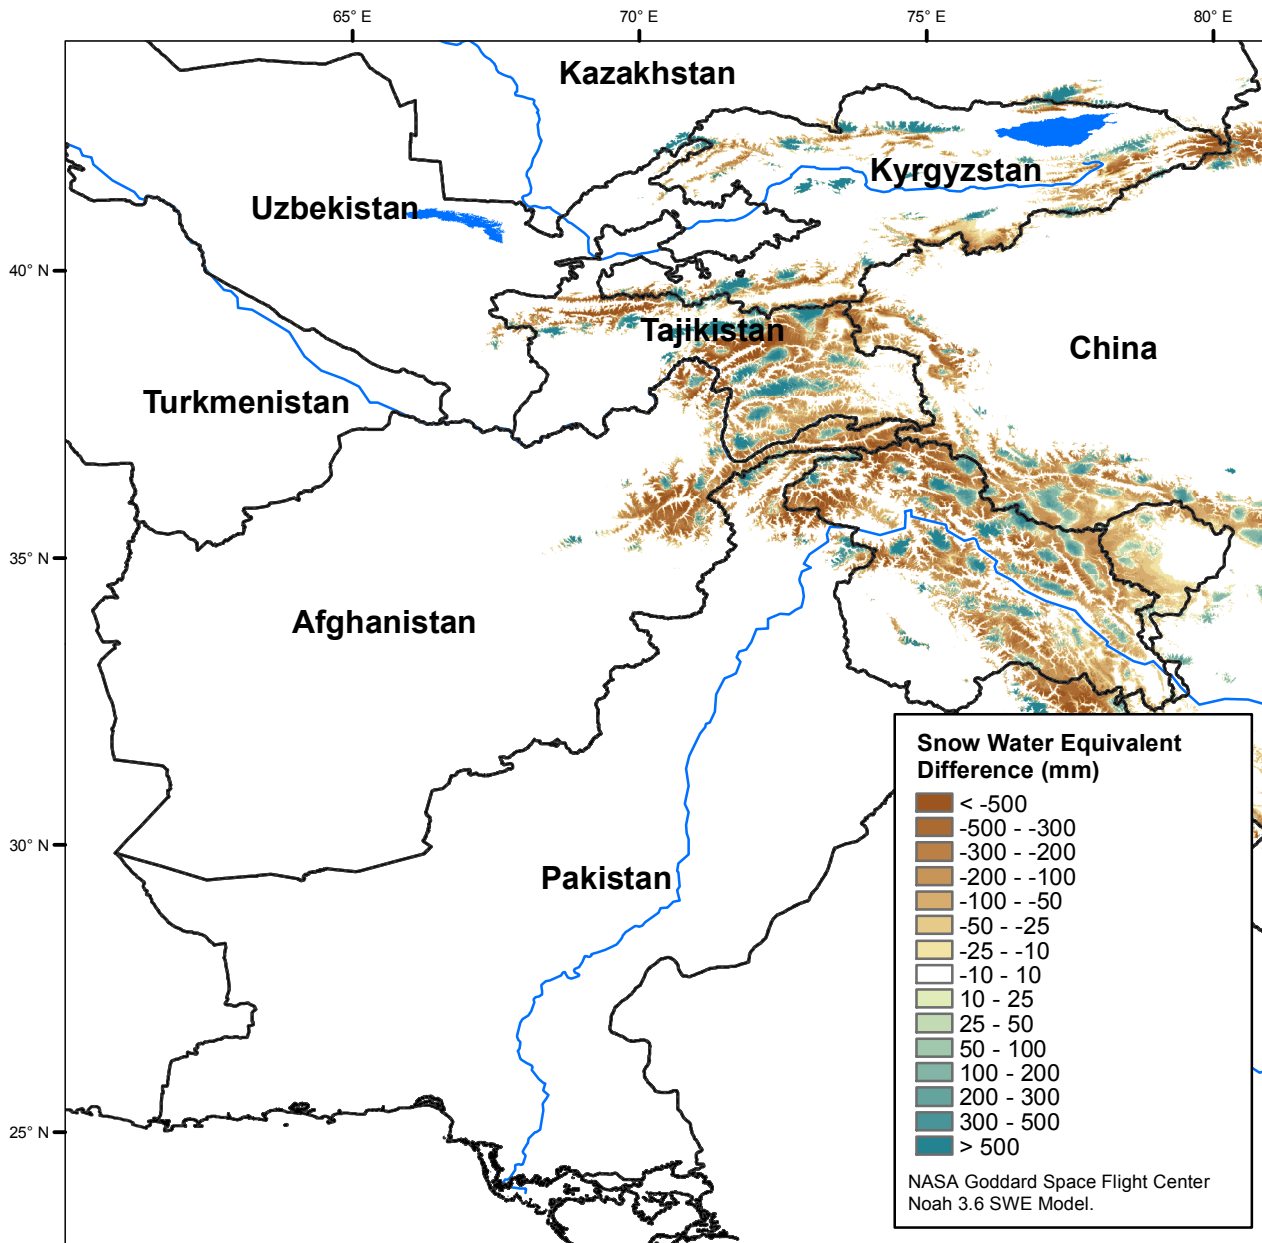 65° E
70° E
75° E
80° E
Kazakhstan
Kyrgyzstan
Uzbekistan
40° N
Tajikistan
China
Turkmenistan
35° N
Afghanistan
30° N
Pakistan
25° N
Snow Water Equivalent
Difference (mm)
< -500
-500 - -300
-300 - -200
-200 - -100
-100 - -50
-50 - -25
-25 - -10
-10 - 10
10 - 25
25 - 50
50 - 100
100 - 200
200 - 300
300 - 500
> 500
NASA Goddard Space Flight Center
Noah 3.6 SWE Model.